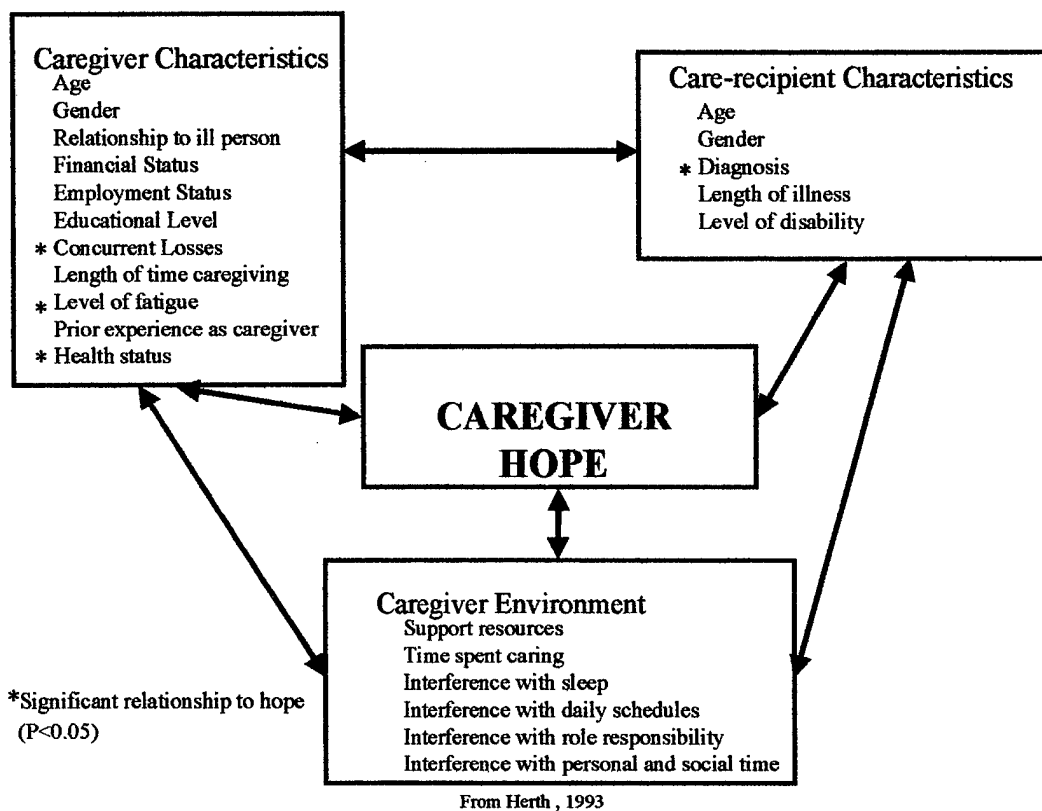 Caregiver Characteristics
Age
Gender
Relationship to ill person
Financial Status
Employment Status
Educational Level
* Concurrent Losses
Length of time caregiving
* Level of fatigue
Prior experience as caregiver
* Health status
Care-recipient Characteristics
Age
Gender
* Diagnosis
Length of illness
Level of disability
CAREGIVER
HOPE
Caregiver Environment
Support resources
Time spent caring
Interference with sleep
Interference with daily schedules
Interference with role responsibility
Interference with personal and social time
*Significant relationship to hope
(P<0.05)
From Herth , 1993